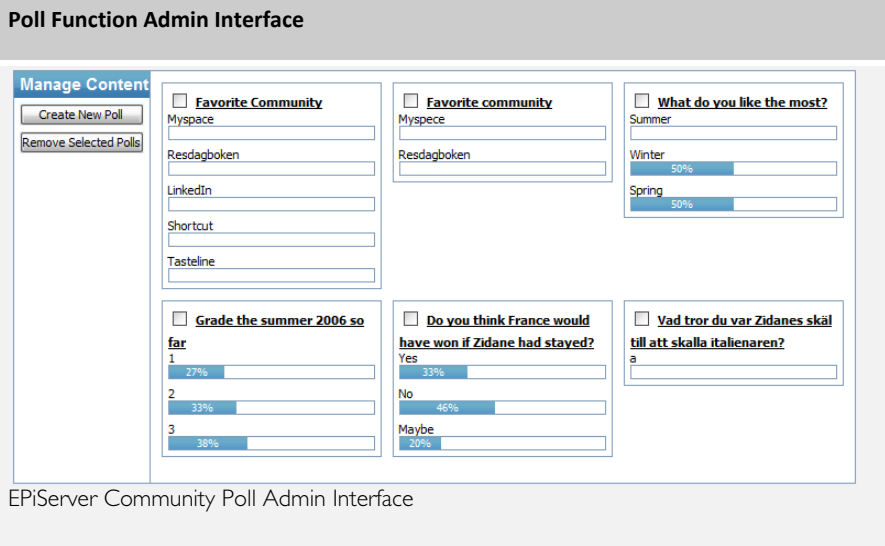 Poll Function Admin Interface
Manage Content
Create New Poll
Remove Selected Polls
Favorite Community
Myspace
Resdagboken
LinkedIn
Shortcut
Tasteline
Favorite community
Myspece
Resdagboken
What do you like the most?
Summer
Winter
50%
Spring
50%
Grade the summer 2006 so
far
1
27%
2
33%
3
38%
Do you think France would
have won if Zidane had stayed?
Yes
33%
No
46%
Maybe
20%
Vad tror du var Zidanes skäl
till att skalla italienaren?
a
EPiServer Community Poll Admin Interface